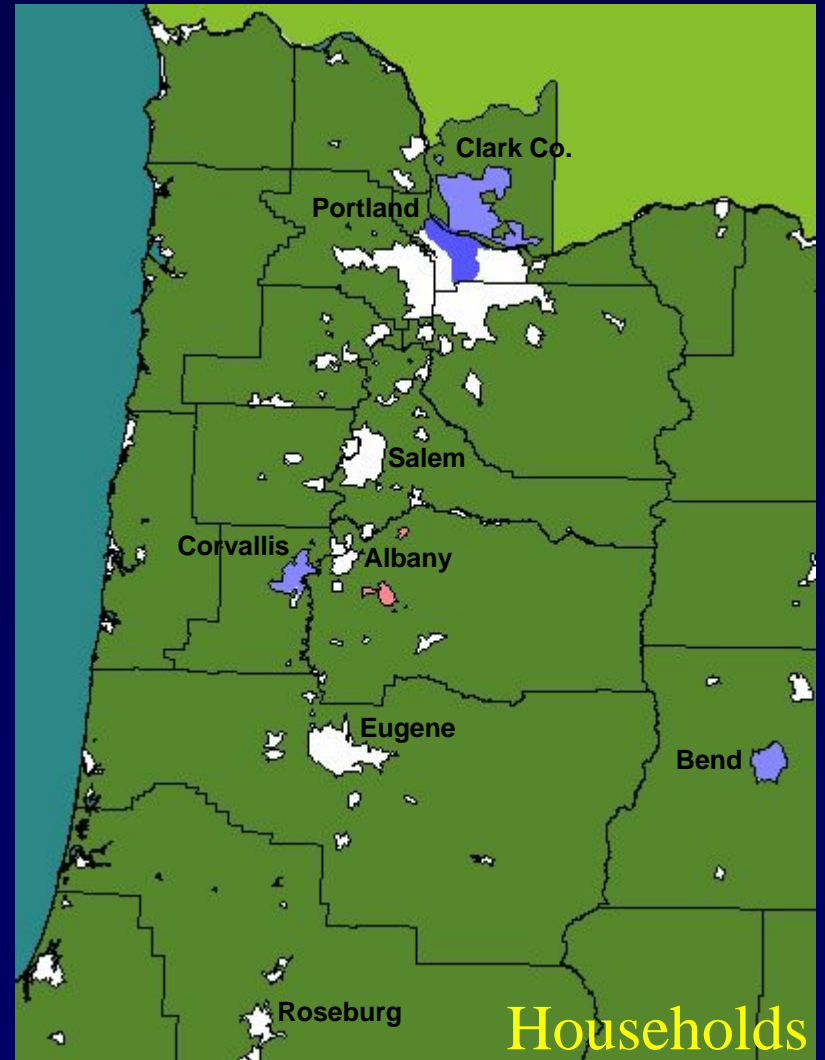 Clark Co.
Portland
Salem
Corvallis
Albany
Eugene
Bend
Roseburg
Households